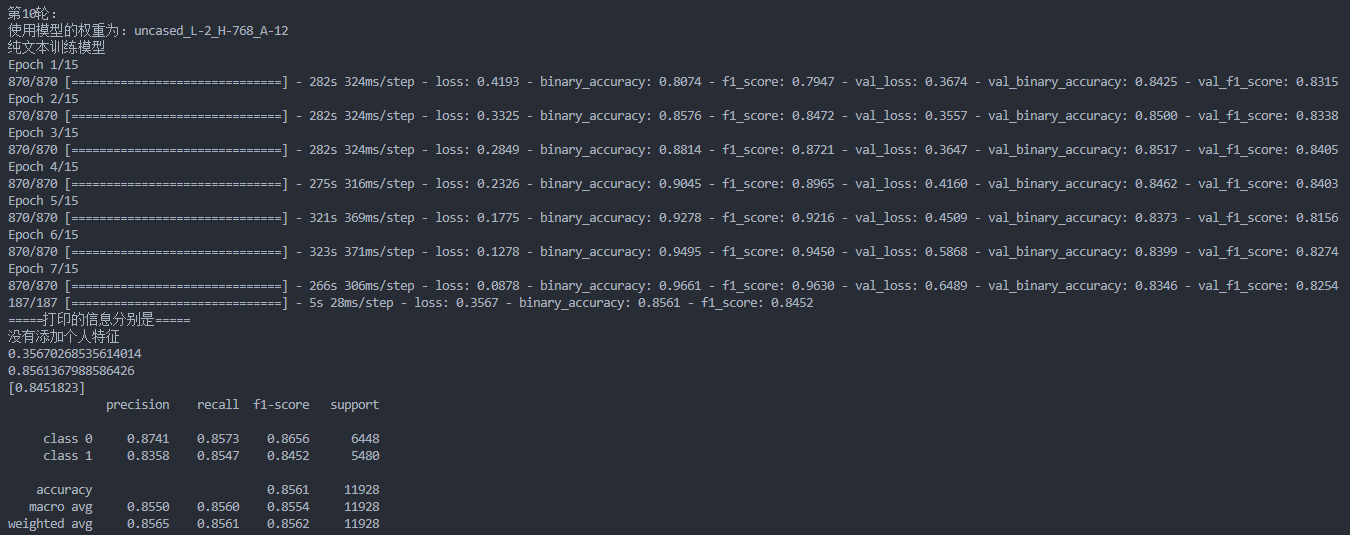 第10轮:
使用模型的权重为: uncased_L-2_H-768_A-12
纯文本训练模型
Epoch 1/15
870/870 [==============================] - 282s 324ms/step - loss: 0.4193 - binary_accuracy: 0.8074 - f1_score: 0.7947 - val_loss: 0.3674 - val_binary_accuracy: 0.8425 - val_f1_score: 0.8315
Epoch 2/15
870/870 [==============================] - 282s 324ms/step - loss: 0.3325 - binary_accuracy: 0.8576 - f1_score: 0.8472 - val_loss: 0.3557 - val_binary_accuracy: 0.8500 - val_f1_score: 0.8338
Epoch 3/15
870/870 [==============================] - 282s 324ms/step - loss: 0.2849 - binary_accuracy: 0.8814 - f1_score: 0.8721 - val_loss: 0.3647 - val_binary_accuracy: 0.8517 - val_f1_score: 0.8405
Epoch 4/15
870/870 [==============================] - 275s 316ms/step - loss: 0.2326 - binary_accuracy: 0.9045 - f1_score: 0.8965 - val_loss: 0.4160 - val_binary_accuracy: 0.8462 - val_f1_score: 0.8403
Epoch 5/15
870/870 [==============================] - 321s 369ms/step - loss: 0.1775 - binary_accuracy: 0.9278 - f1_score: 0.9216 - val_loss: 0.4509 - val_binary_accuracy: 0.8373 - val_f1_score: 0.8156
Epoch 6/15
870/870 [==============================] - 323s 371ms/step - loss: 0.1278 - binary_accuracy: 0.9495 - f1_score: 0.9450 - val_loss: 0.5868 - val_binary_accuracy: 0.8399 - val_f1_score: 0.8274
Epoch 7/15
870/870 [==============================] - 266s 306ms/step - loss: 0.0878 - binary_accuracy: 0.9661 - f1_score: 0.9630 - val_loss: 0.6489 - val_binary_accuracy: 0.8346 - val_f1_score: 0.8254
187/187 [==============================] - 5s 28ms/step - loss: 0.3567 - binary_accuracy: 0.8561 - f1_score: 0.8452
=====打印的信息分别是=====
没有添加个人特征
0.35670268535614014
0.8561367988586426
[0.8451823]
precision recall f1-score support
class 0 0.8741 0.8573 0.8656 6448
class 1 0.8358 0.8547 0.8452 5480
accuracy 0.8561 11928
macro avg 0.8550 0.8560 0.8554 11928
weighted avg 0.8565 0.8561 0.8562 11928